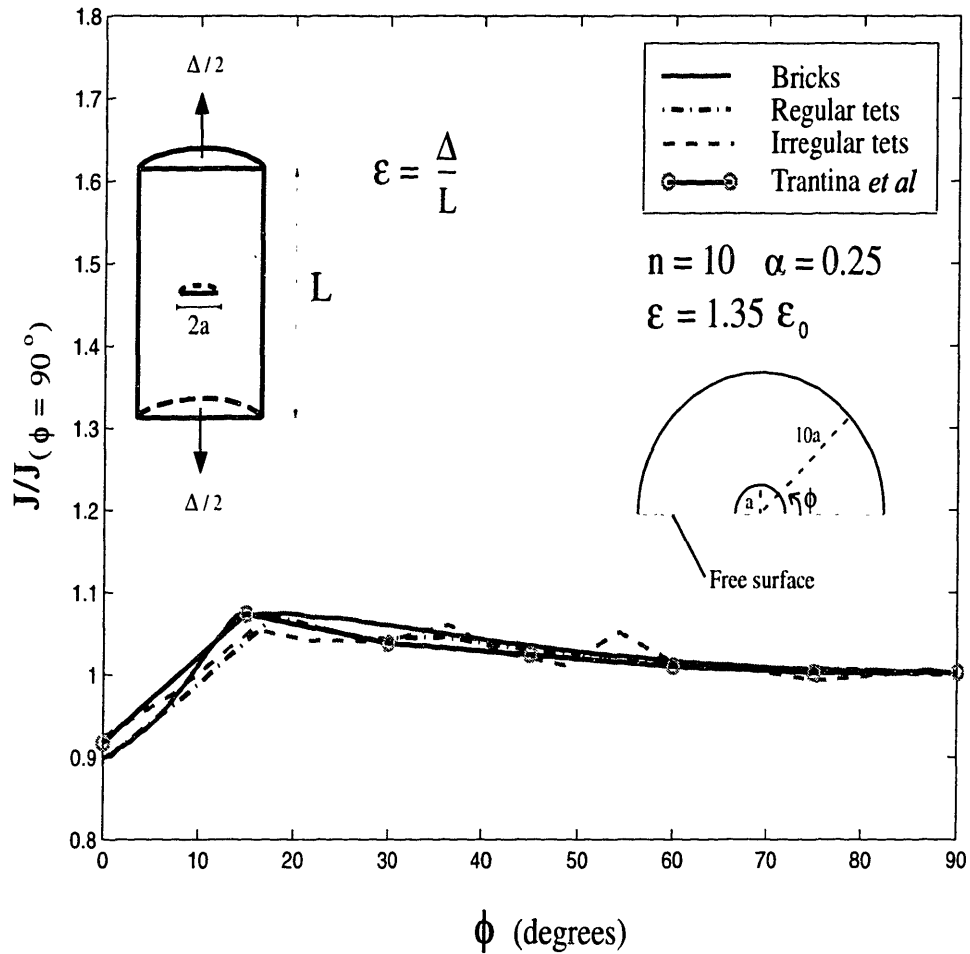 1.8
1.7
1.6
1.5
1.4
1.3
1.2
1.1
1
0.9
0.8
J/J( ϕ = 90°)
Δ/2
ε = Δ
L
L
2a
Δ/2
Bricks
Regular tets
Irregular tets
Trantina et al
n = 10 α = 0.25
ε = 1.35 ε0
10a
a
ϕ
Free surface
0 10 20 30 40 50 60 70 80 90
ϕ (degrees)